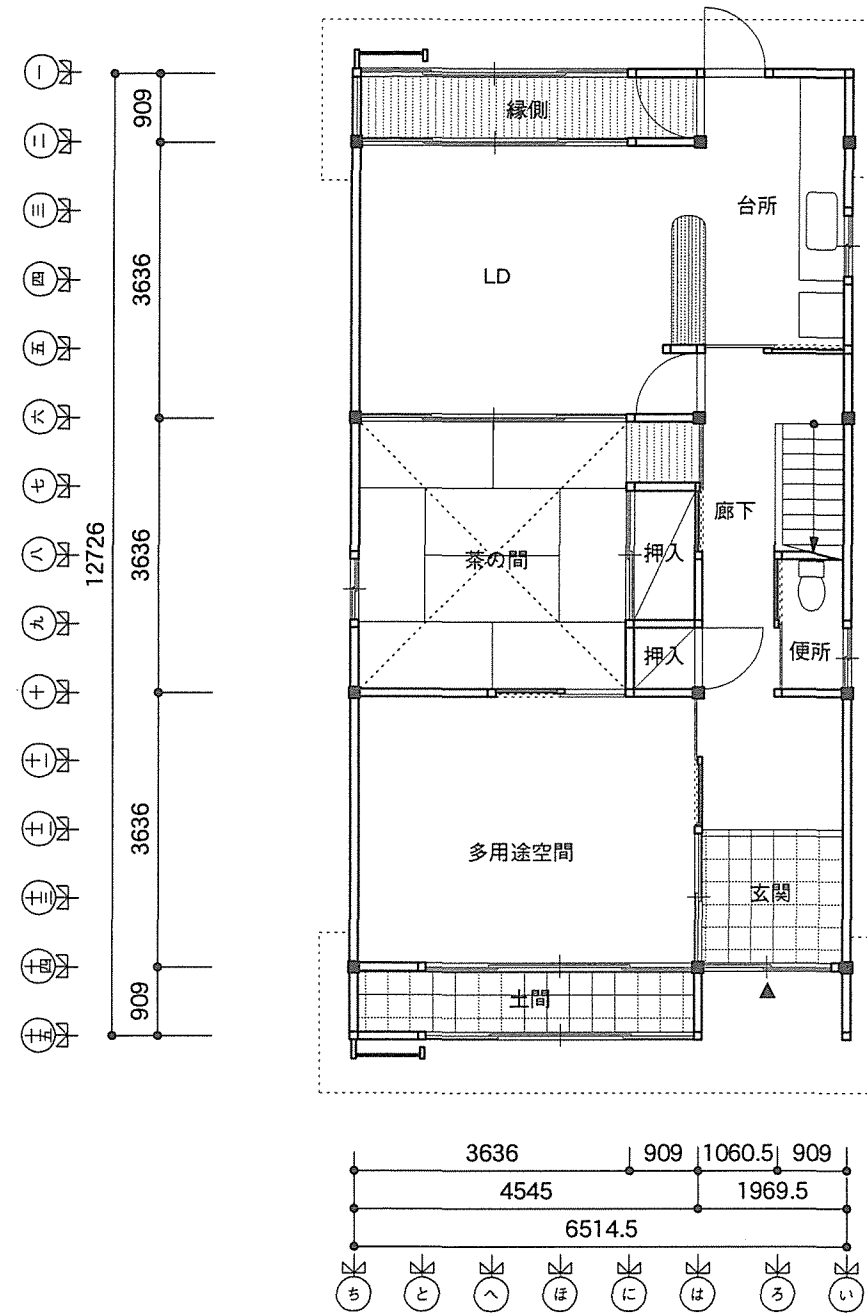 一
二
三
四
五
六
七
八
九
十
十一
十二
十三
十四
十五
909
3636
3636
3636
909
12726
縁側
台所
LD
廊下
茶の間
押入
押入
便所
多用途空間
玄関
土間
3636 909 1060.5 909
4545 1969.5
6514.5
ち と へ ほ に は ろ い